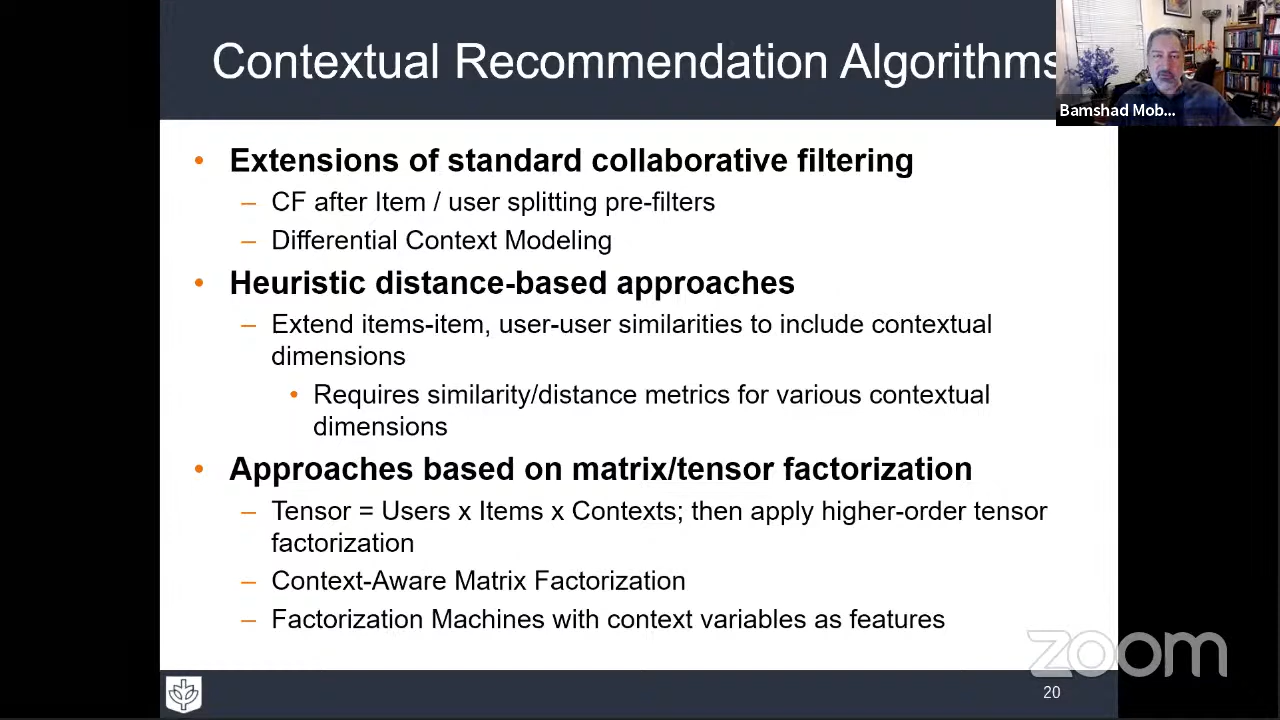 Contextual Recommendation Algorithms
Bamshad Mob...
• Extensions of standard collaborative filtering
– CF after Item / user splitting pre-filters
– Differential Context Modeling
• Heuristic distance-based approaches
– Extend items-item, user-user similarities to include contextual
dimensions
• Requires similarity/distance metrics for various contextual
dimensions
• Approaches based on matrix/tensor factorization
– Tensor = Users x Items x Contexts; then apply higher-order tensor
factorization
– Context-Aware Matrix Factorization
– Factorization Machines with context variables as features
zoom
20